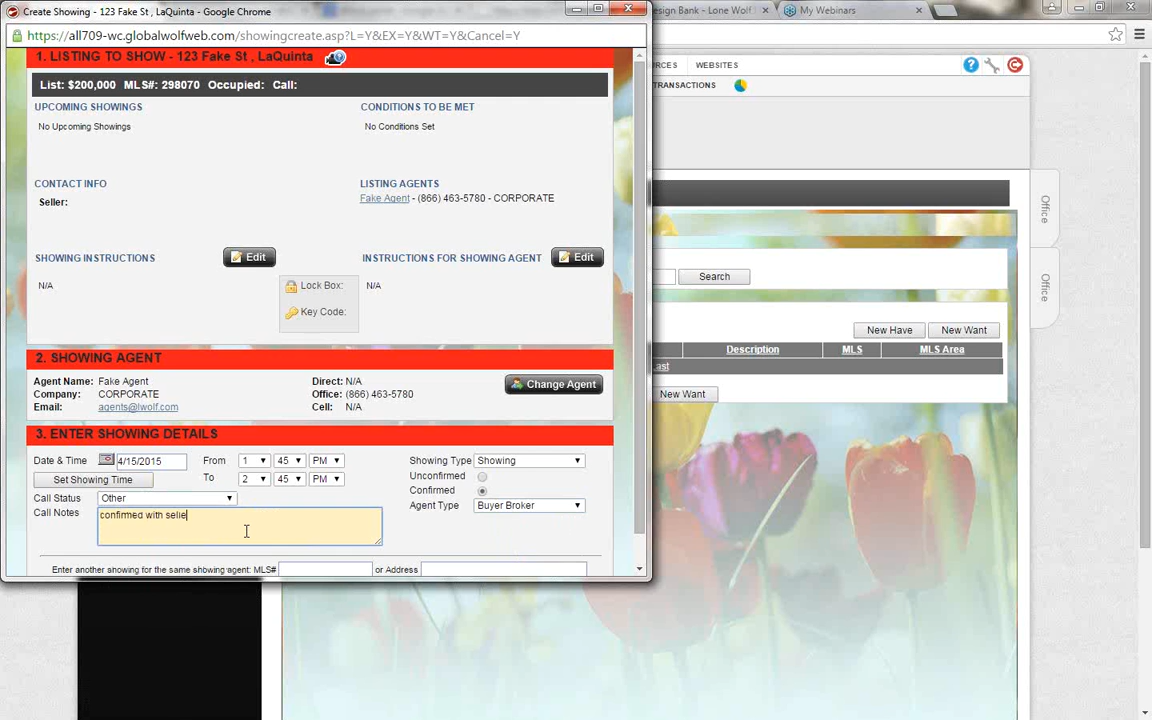 Create Showing - 123 Fake St , LaQuinta - Google Chrome
https://all709-wc.globalwolfweb.com/showingcreate.asp?L=Y&EX=Y&WT=Y&Cancel=Y
esign Bank - Lone Wolf
My Webinars
1. LISTING TO SHOW - 123 Fake St , LaQuinta
List: $200,000 MLS#: 298070 Occupied: Call:
UPCOMING SHOWINGS
No Upcoming Showings
CONDITIONS TO BE MET
No Conditions Set
CONTACT INFO
Seller:
LISTING AGENTS
Fake Agent - (866) 463-5780 - CORPORATE
SHOWING INSTRUCTIONS
Edit
N/A
Lock Box:
Key Code:
INSTRUCTIONS FOR SHOWING AGENT
Edit
N/A
2. SHOWING AGENT
Agent Name: Fake Agent
Company: CORPORATE
Email: agents@lwolf.com
Direct: N/A
Office: (866) 463-5780
Cell: N/A
Change Agent
3. ENTER SHOWING DETAILS
Date & Time 4/15/2015 From 1 45 PM
Set Showing Time To 2 45 PM
Call Status Other
Call Notes confirmed with selle
Showing Type Showing
Unconfirmed
Confirmed
Agent Type Buyer Broker
Enter another showing for the same showing agent: MLS# or Address
RCES WEBSITES
TRANSACTIONS
Office
Office
Search
New Have New Want
Description MLS MLS Area
ast
New Want